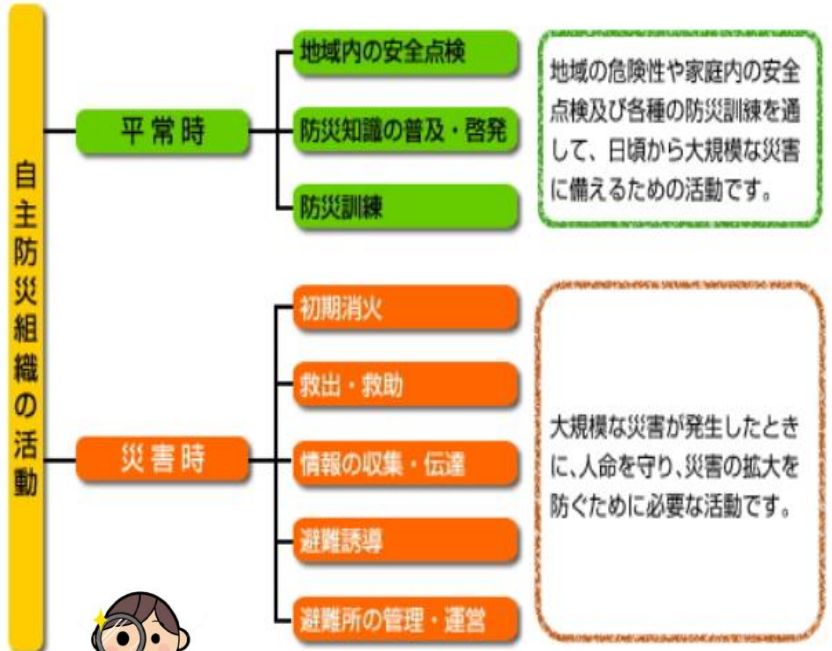 自主防災組織の活動
平常時
地域内の安全点検
防災知識の普及・啓発
防災訓練
地域の危険性や家庭内の安全
点検及び各種の防災訓練を通
して、日頃から大規模な災害
に備えるための活動です。
災害時
初期消火
救出・救助
情報の収集・伝達
避難誘導
避難所の管理・運営
大規模な災害が発生したとき
に、人命を守り、災害の拡大を
防ぐために必要な活動です。